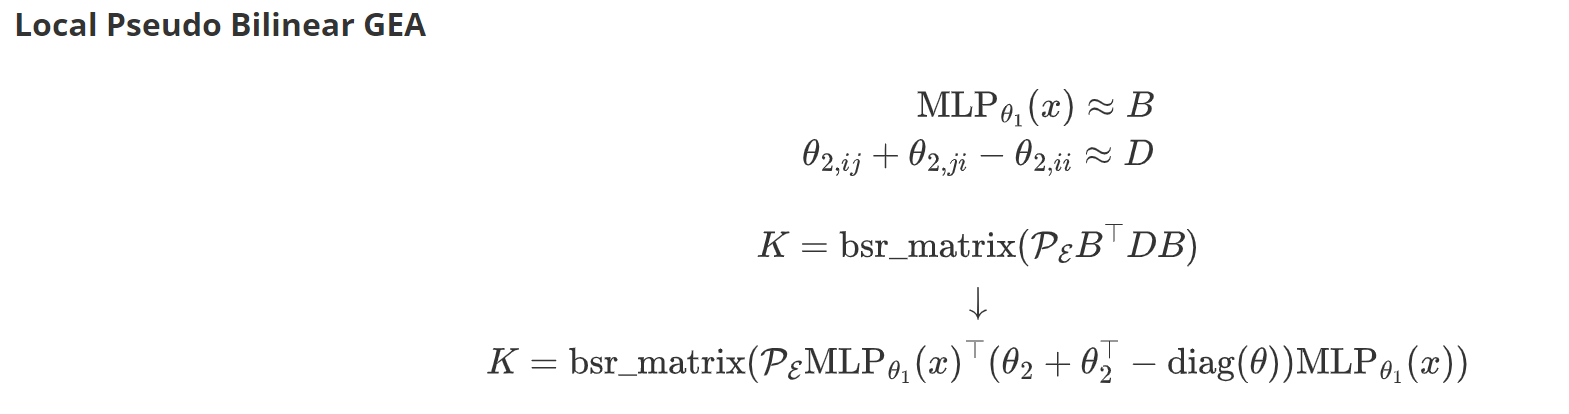 Local Pseudo Bilinear GEA
MLP_{θ_1}(x) ≈ B
θ_{2,ij} + θ_{2,ji} − θ_{2,ii} ≈ D
K = bsr_matrix(𝒫_ℰ B^⊤ DB)
↓
K = bsr_matrix(𝒫_ℰ MLP_{θ_1}(x)^⊤ (θ_2 + θ_2^⊤ − diag(θ))MLP_{θ_1}(x))